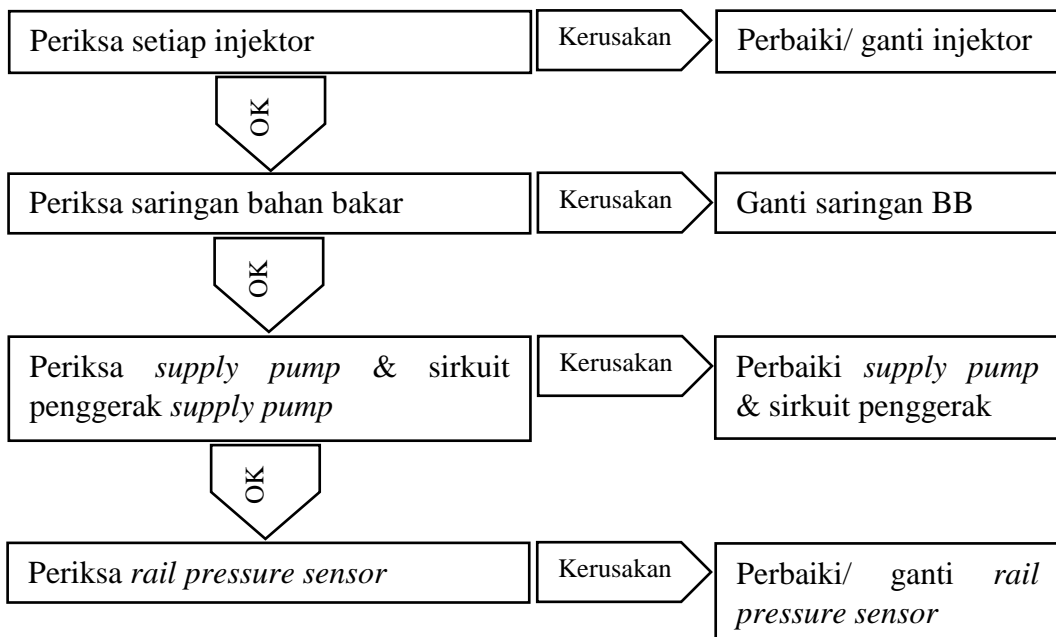 Periksa setiap injektor
Kerusakan
Perbaiki/ ganti injektor
OK
Periksa saringan bahan bakar
Kerusakan
Ganti saringan BB
OK
Periksa supply pump & sirkuit
penggerak supply pump
Kerusakan
Perbaiki supply pump
& sirkuit penggerak
OK
Periksa rail pressure sensor
Kerusakan
Perbaiki/ ganti rail
pressure sensor